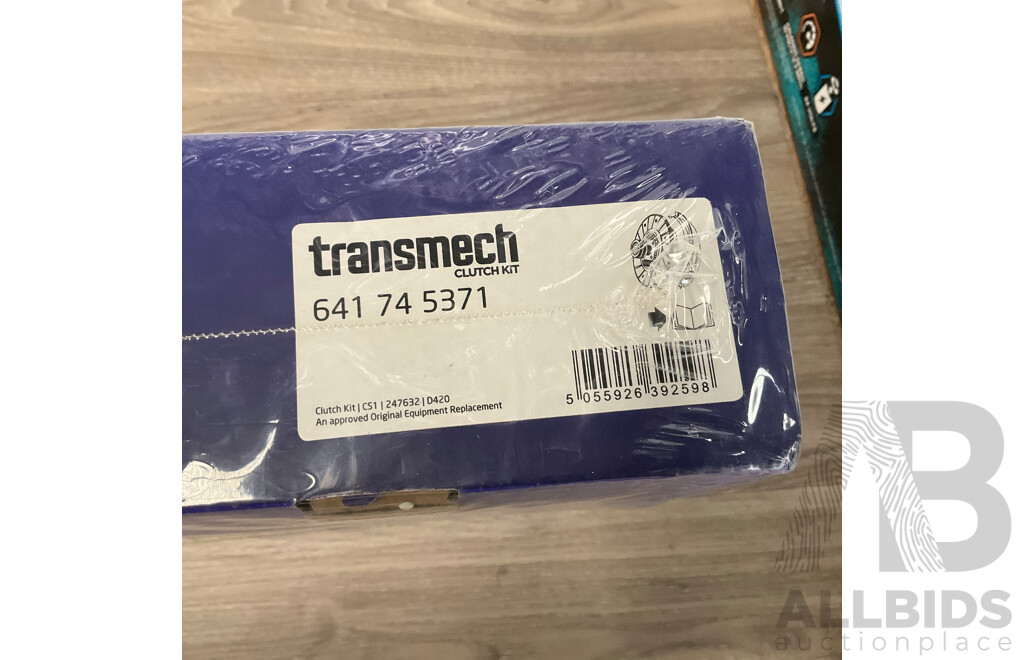 transmech
CLUTCH KIT
641 74 5371
5 055926 392598
Clutch Kit | CS1 | 247632 | D420
An approved Original Equipment Replacement
AB
ALLBIDS
auctionplace